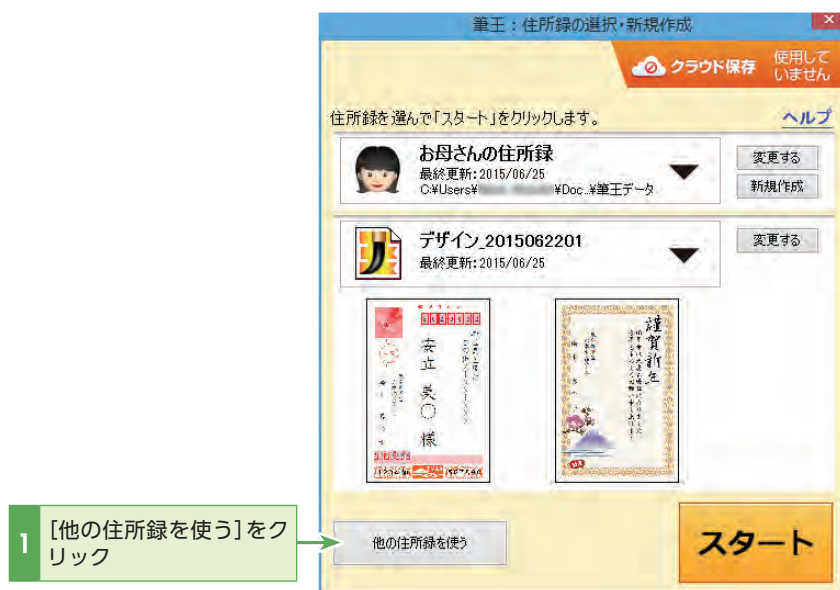 筆王：住所録の選択・新規作成
クラウド保存
使用して
いません
住所録を選んで「スタート」をクリックします。
ヘルプ
お母さんの住所録
最終更新：2015/06/25
C:¥Users¥ ¥Doc..¥筆王データ
変更する
新規作成
デザイン_2015062201
最終更新：2015/06/25
変更する
安立 美〇 様
謹賀新年
1
[他の住所録を使う]をク
リック
他の住所録を使う
スタート